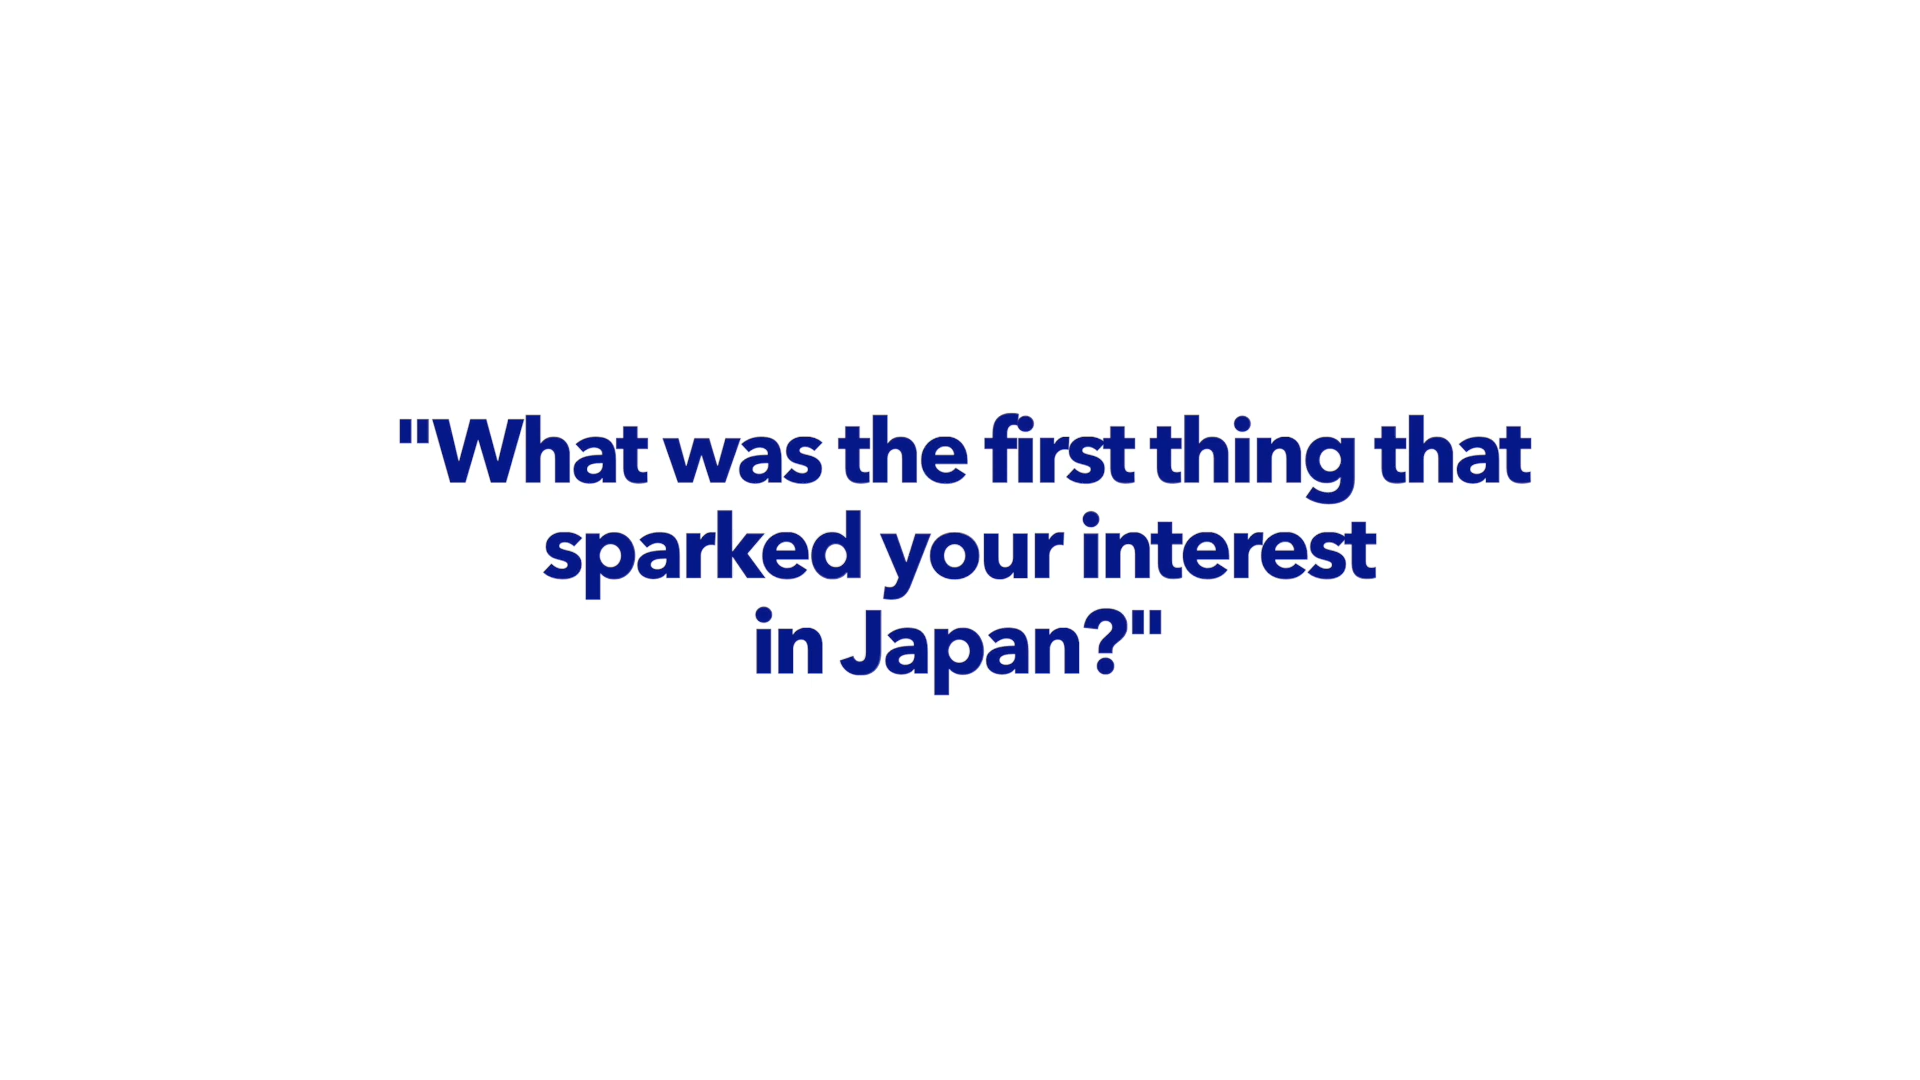 "What was the first thing that
sparked your interest
in Japan?"